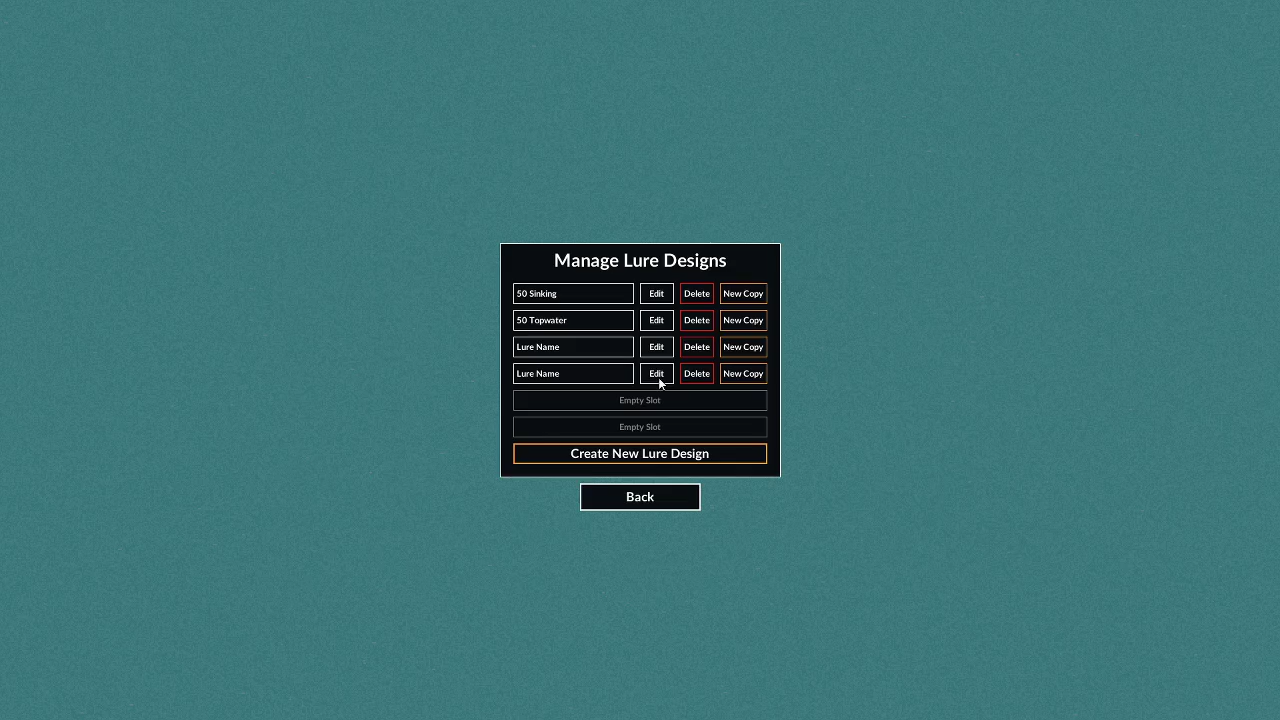 Manage Lure Designs
50 Sinking Edit Delete New Copy
50 Topwater Edit Delete New Copy
Lure Name Edit Delete New Copy
Lure Name Edit Delete New Copy
Empty Slot
Empty Slot
Create New Lure Design
Back